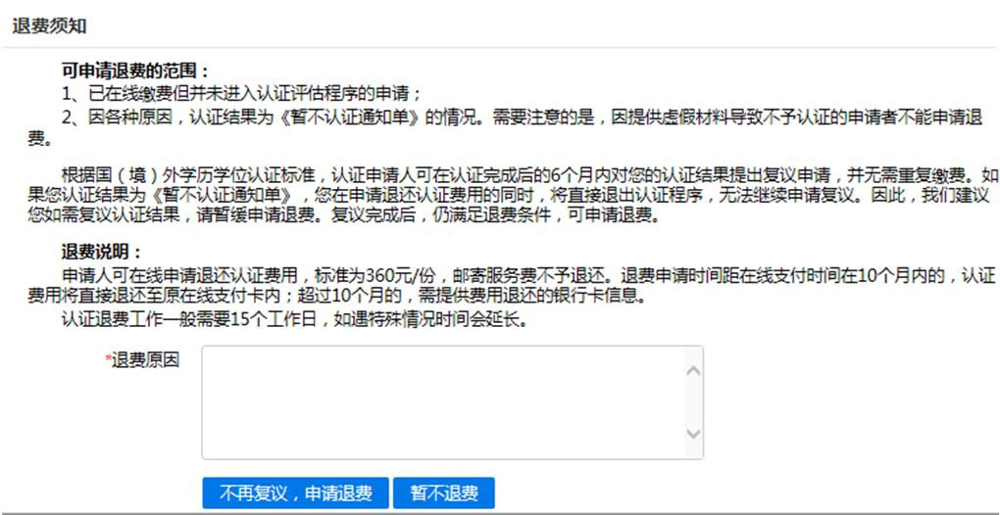 退费须知
可申请退费的范围：
1、已在线缴费但并未进入认证评估程序的申请；
2、因各种原因，认证结果为《暂不认证通知单》的情况。需要注意的是，因提供虚假材料导致不予认证的申请者不能申请退
费。
根据国（境）外学历学位认证标准，认证申请人可在认证完成后的6个月内对您的认证结果提出复议申请，并无需重复缴费。如
果您认证结果为《暂不认证通知单》，您在申请退还认证费用的同时，将直接退出认证程序，无法继续申请复议。因此，我们建议
您如需复议认证结果，请暂缓申请退费。复议完成后，仍满足退费条件，可申请退费。
退费说明：
申请人可在线申请退还认证费用，标准为360元/份，邮寄服务费不予退还。退费申请时间距在线支付时间在10个月内的，认证
费用将直接退还至原在线支付卡内；超过10个月的，需提供费用退还的银行卡信息。
认证退费工作一般需要15个工作日，如遇特殊情况时间会延长。
*退费原因
不再复议，申请退费 暂不退费